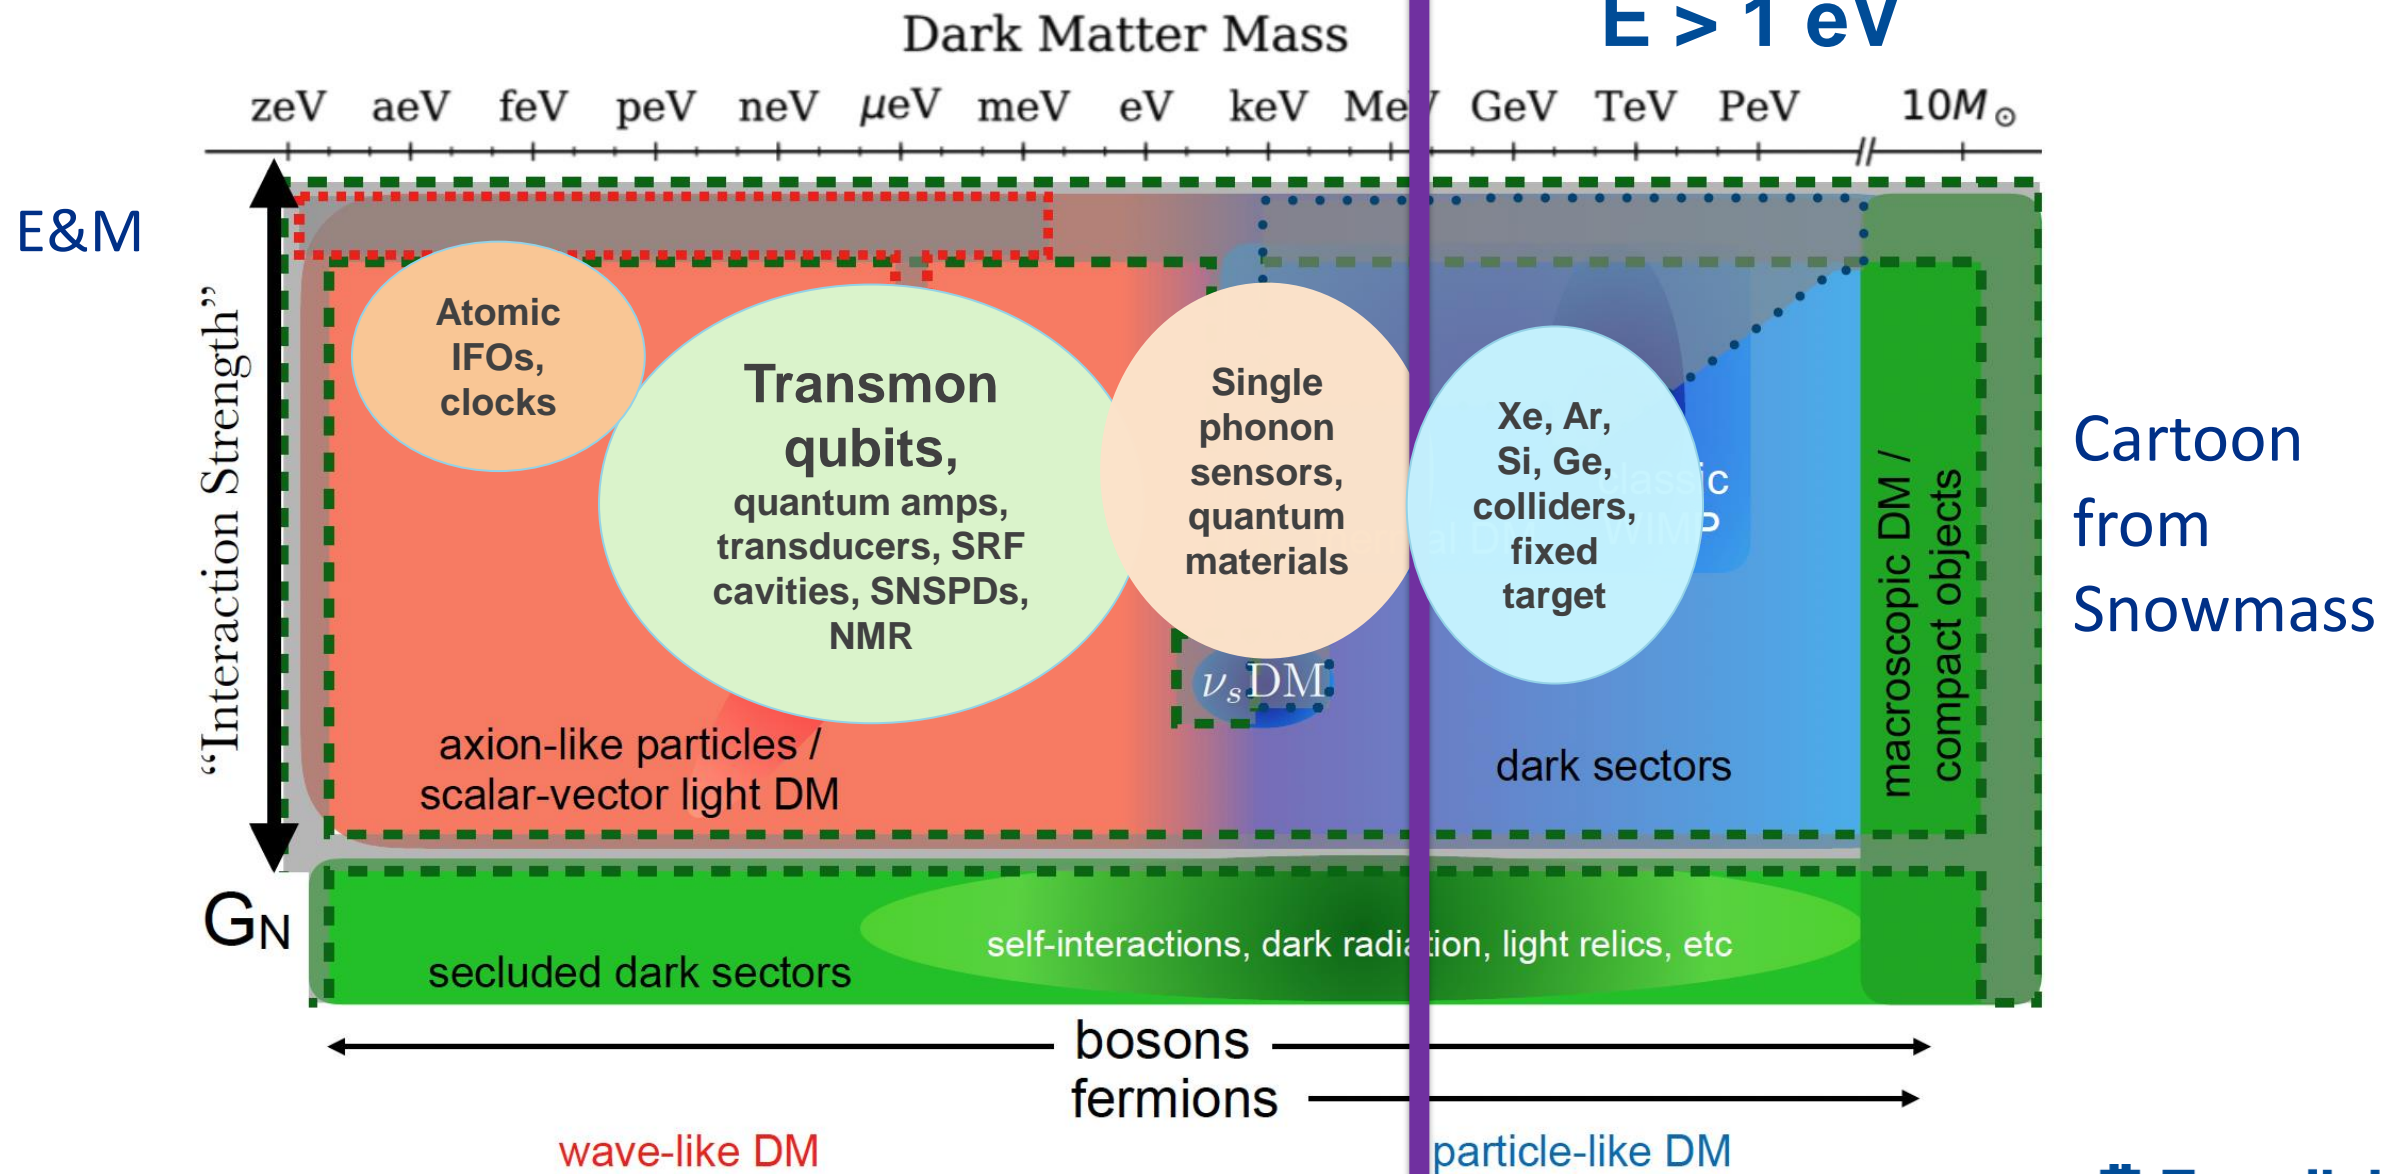 E > 1 eV
Dark Matter Mass
zeV aeV feV peV neV μeV meV eV keV MeV GeV TeV PeV 10M⊙
E&M
"Interaction Strength"
Atomic
IFOs,
clocks
Transmon
qubits,
quantum amps,
transducers, SRF
cavities, SNSPDs,
NMR
Single
phonon
sensors,
quantum
materials
Xe, Ar,
Si, Ge,
colliders,
fixed
target
classic
WIMP
νsDM
axion-like particles /
scalar-vector light DM
dark sectors
macroscopic DM /
compact objects
Cartoon
from
Snowmass
GN
secluded dark sectors
self-interactions, dark radiation, light relics, etc
bosons
fermions
wave-like DM
particle-like DM